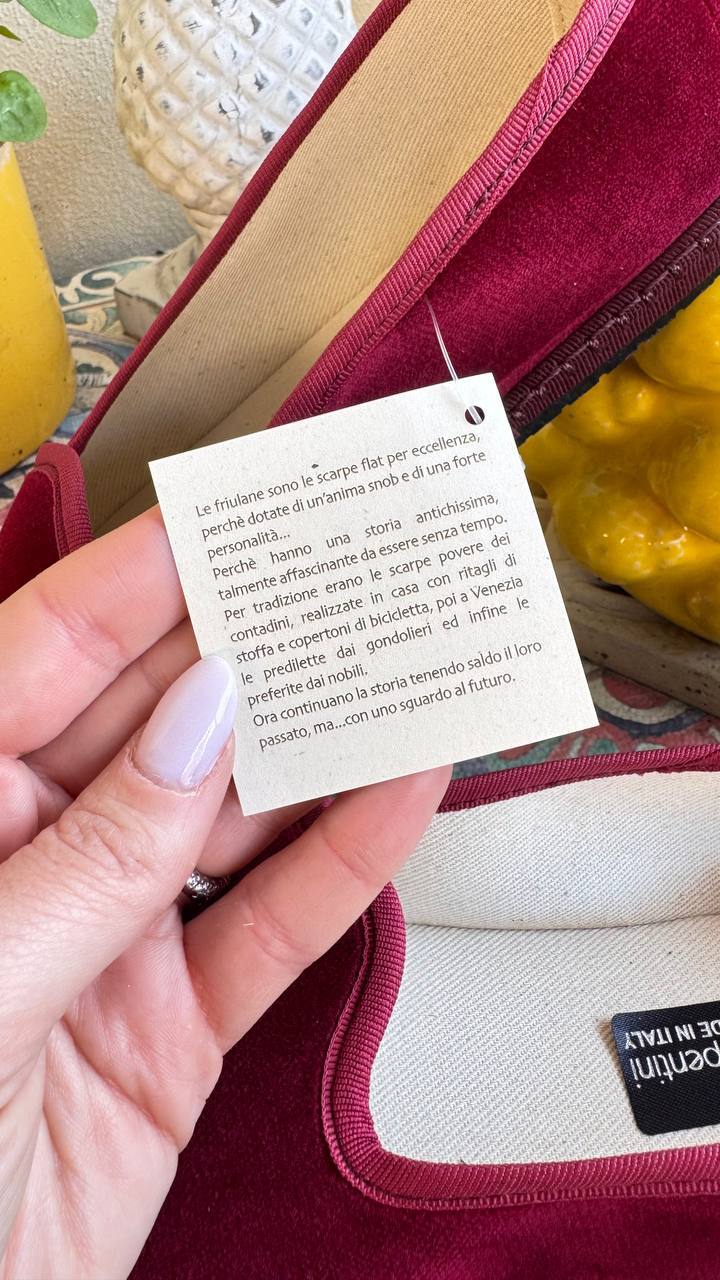 Le friulane sono le scarpe flat per eccellenza,
perchè dotate di un'anima snob e di una forte
personalità...
Perchè hanno una storia antichissima,
talmente affascinante da essere senza tempo.
Per tradizione erano le scarpe povere dei
contadini, realizzate in casa con ritagli di
stoffa e copertoni di bicicletta, poi a Venezia
le predilette dai gondolieri ed infine le
preferite dai nobili.
Ora continuano la storia tenendo saldo il loro
passato, ma...con uno sguardo al futuro.
pentini
DE IN ITALY